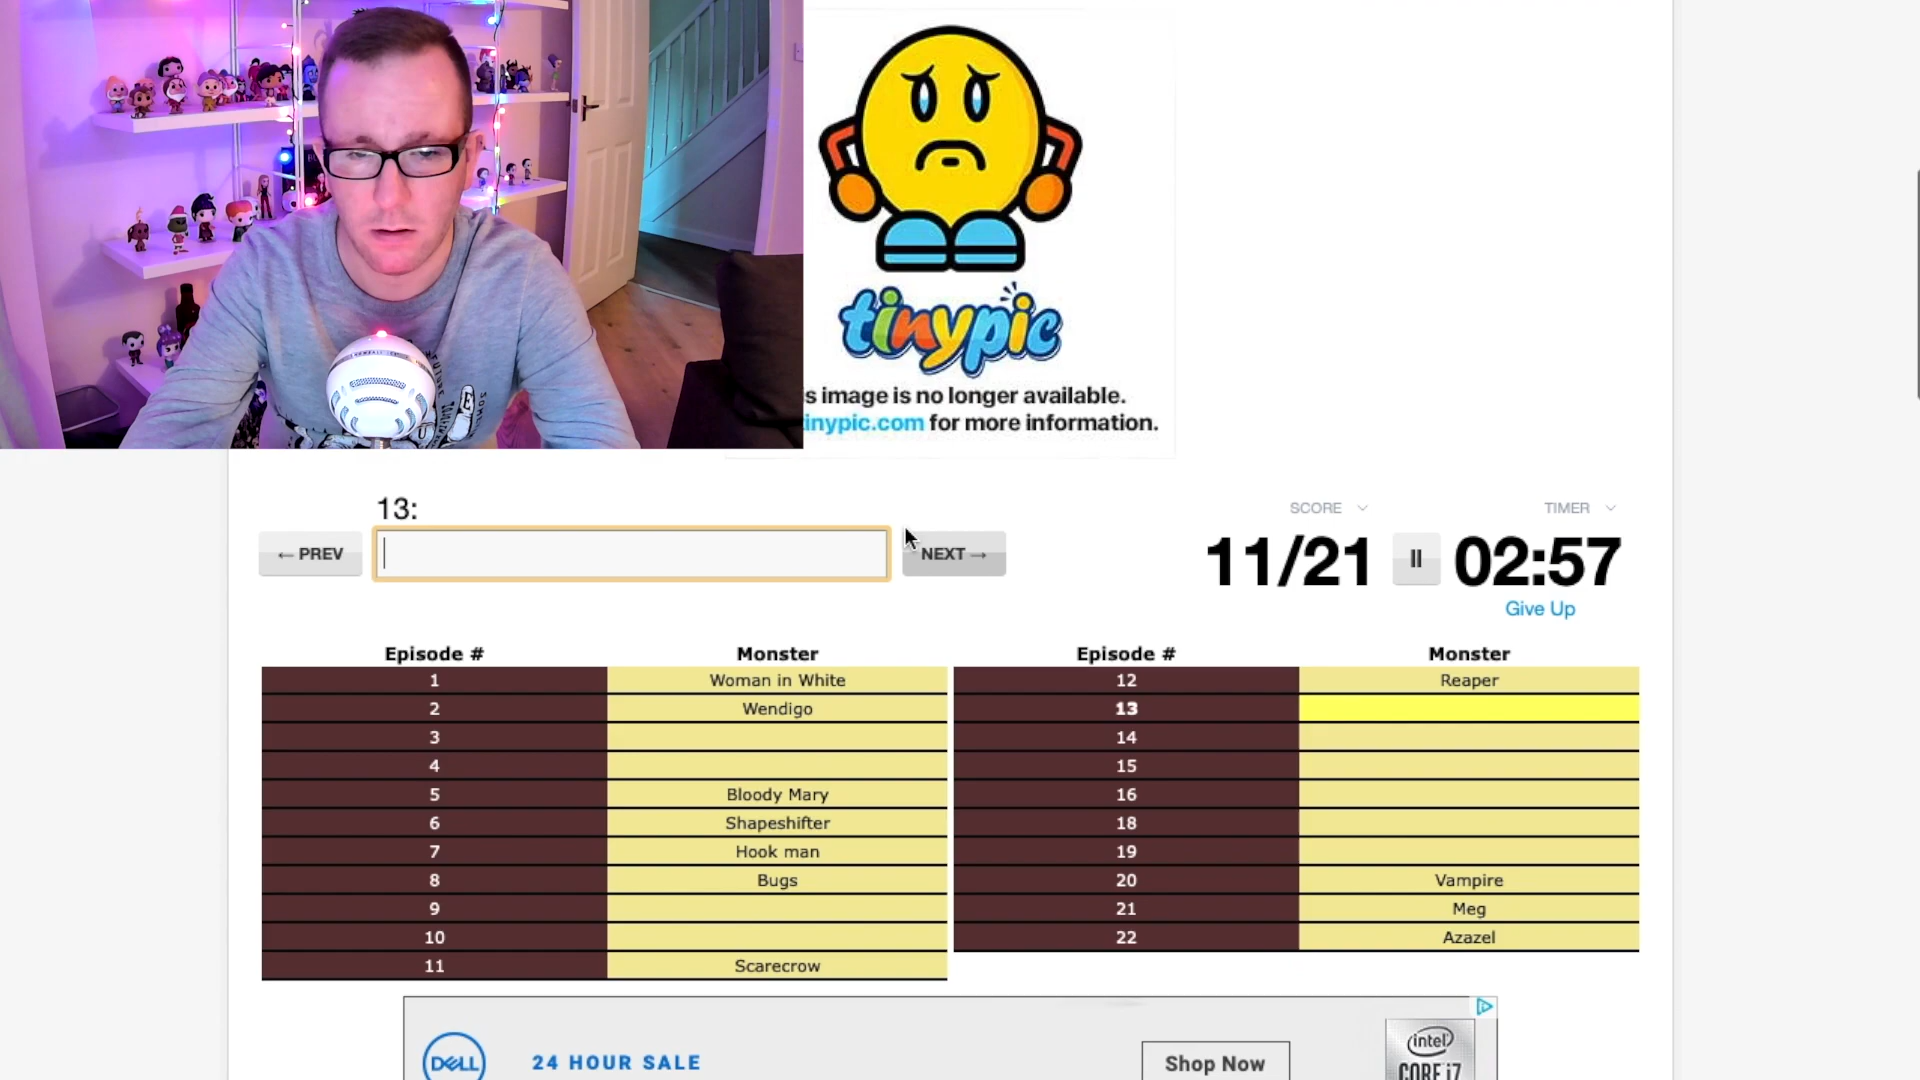 tinypic
s image is no longer available.
inypic.com for more information.
13:
← PREV
NEXT →
SCORE
TIMER
11/21
02:57
Give Up
Episode # Monster
1 Woman in White
2 Wendigo
3
4
5 Bloody Mary
6 Shapeshifter
7 Hook man
8 Bugs
9
10
11 Scarecrow
Episode # Monster
12 Reaper
13
14
15
16
18
19
20 Vampire
21 Meg
22 Azazel
DELL
24 HOUR SALE
Shop Now
intel
CORE i7